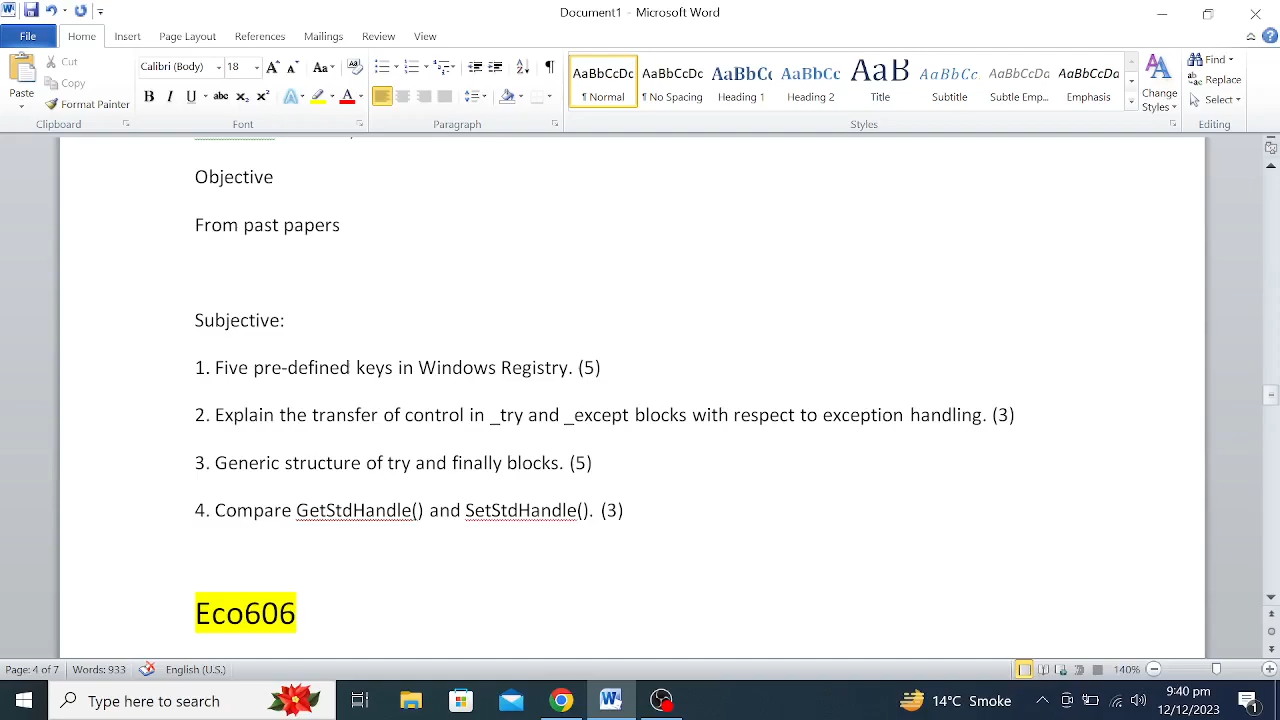 Document1 - Microsoft Word
File Home Insert Page Layout References Mailings Review View
Cut
Copy
Paste
Format Painter
Calibri (Body) 18
AaBbCcDc AaBbCcDc AaBbCc AaBbCc AaB AaBbCc. AaBbCcDc AaBbCcDc
¶ Normal ¶ No Spacing Heading 1 Heading 2 Title Subtitle Subtle Emp... Emphasis
Change
Styles
Find
Replace
Select
Clipboard Font Paragraph Styles Editing
Objective
From past papers
Subjective:
1. Five pre-defined keys in Windows Registry. (5)
2. Explain the transfer of control in _try and _except blocks with respect to exception handling. (3)
3. Generic structure of try and finally blocks. (5)
4. Compare GetStdHandle() and SetStdHandle(). (3)
Eco606
Page: 4 of 7 Words: 933 English (U.S.) 140%
Type here to search 14°C Smoke 9:40 pm
12/12/2023